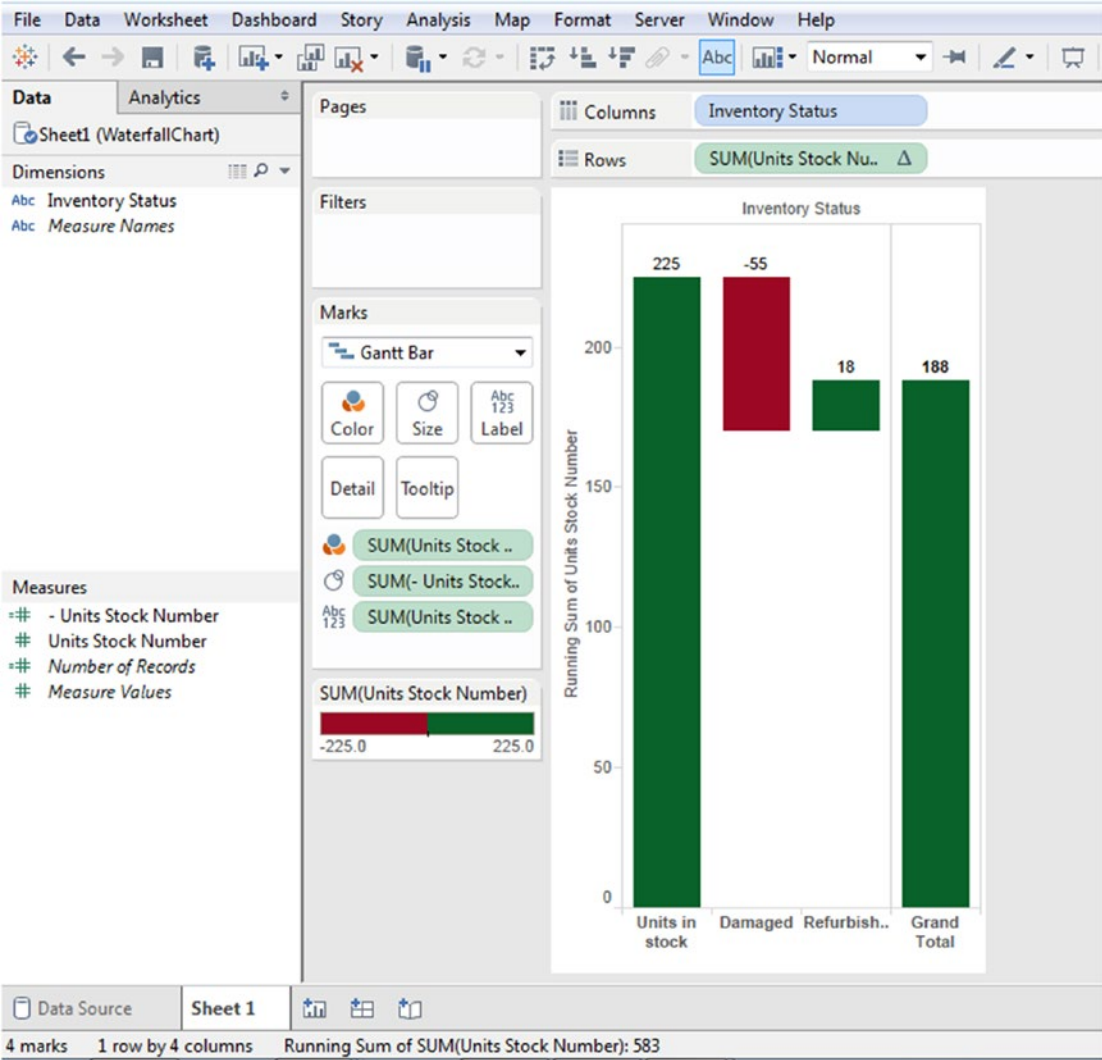 File Data Worksheet Dashboard Story Analysis Map Format Server Window Help
Abc Normal
Data Analytics
Sheet1 (WaterfallChart)
Dimensions
Abc Inventory Status
Abc Measure Names
Measures
=# - Units Stock Number
# Units Stock Number
=# Number of Records
# Measure Values
Pages
Filters
Marks
Gantt Bar
Color Size Abc 123 Label
Detail Tooltip
SUM(Units Stock ..
SUM(- Units Stock..
Abc 123 SUM(Units Stock ..
SUM(Units Stock Number)
-225.0 225.0
Columns Inventory Status
Rows SUM(Units Stock Nu.. Δ
Inventory Status
225 -55 18 188
Running Sum of Units Stock Number
200
150
100
50
0
Units in stock Damaged Refurbish.. Grand Total
Data Source Sheet 1
4 marks 1 row by 4 columns Running Sum of SUM(Units Stock Number): 583